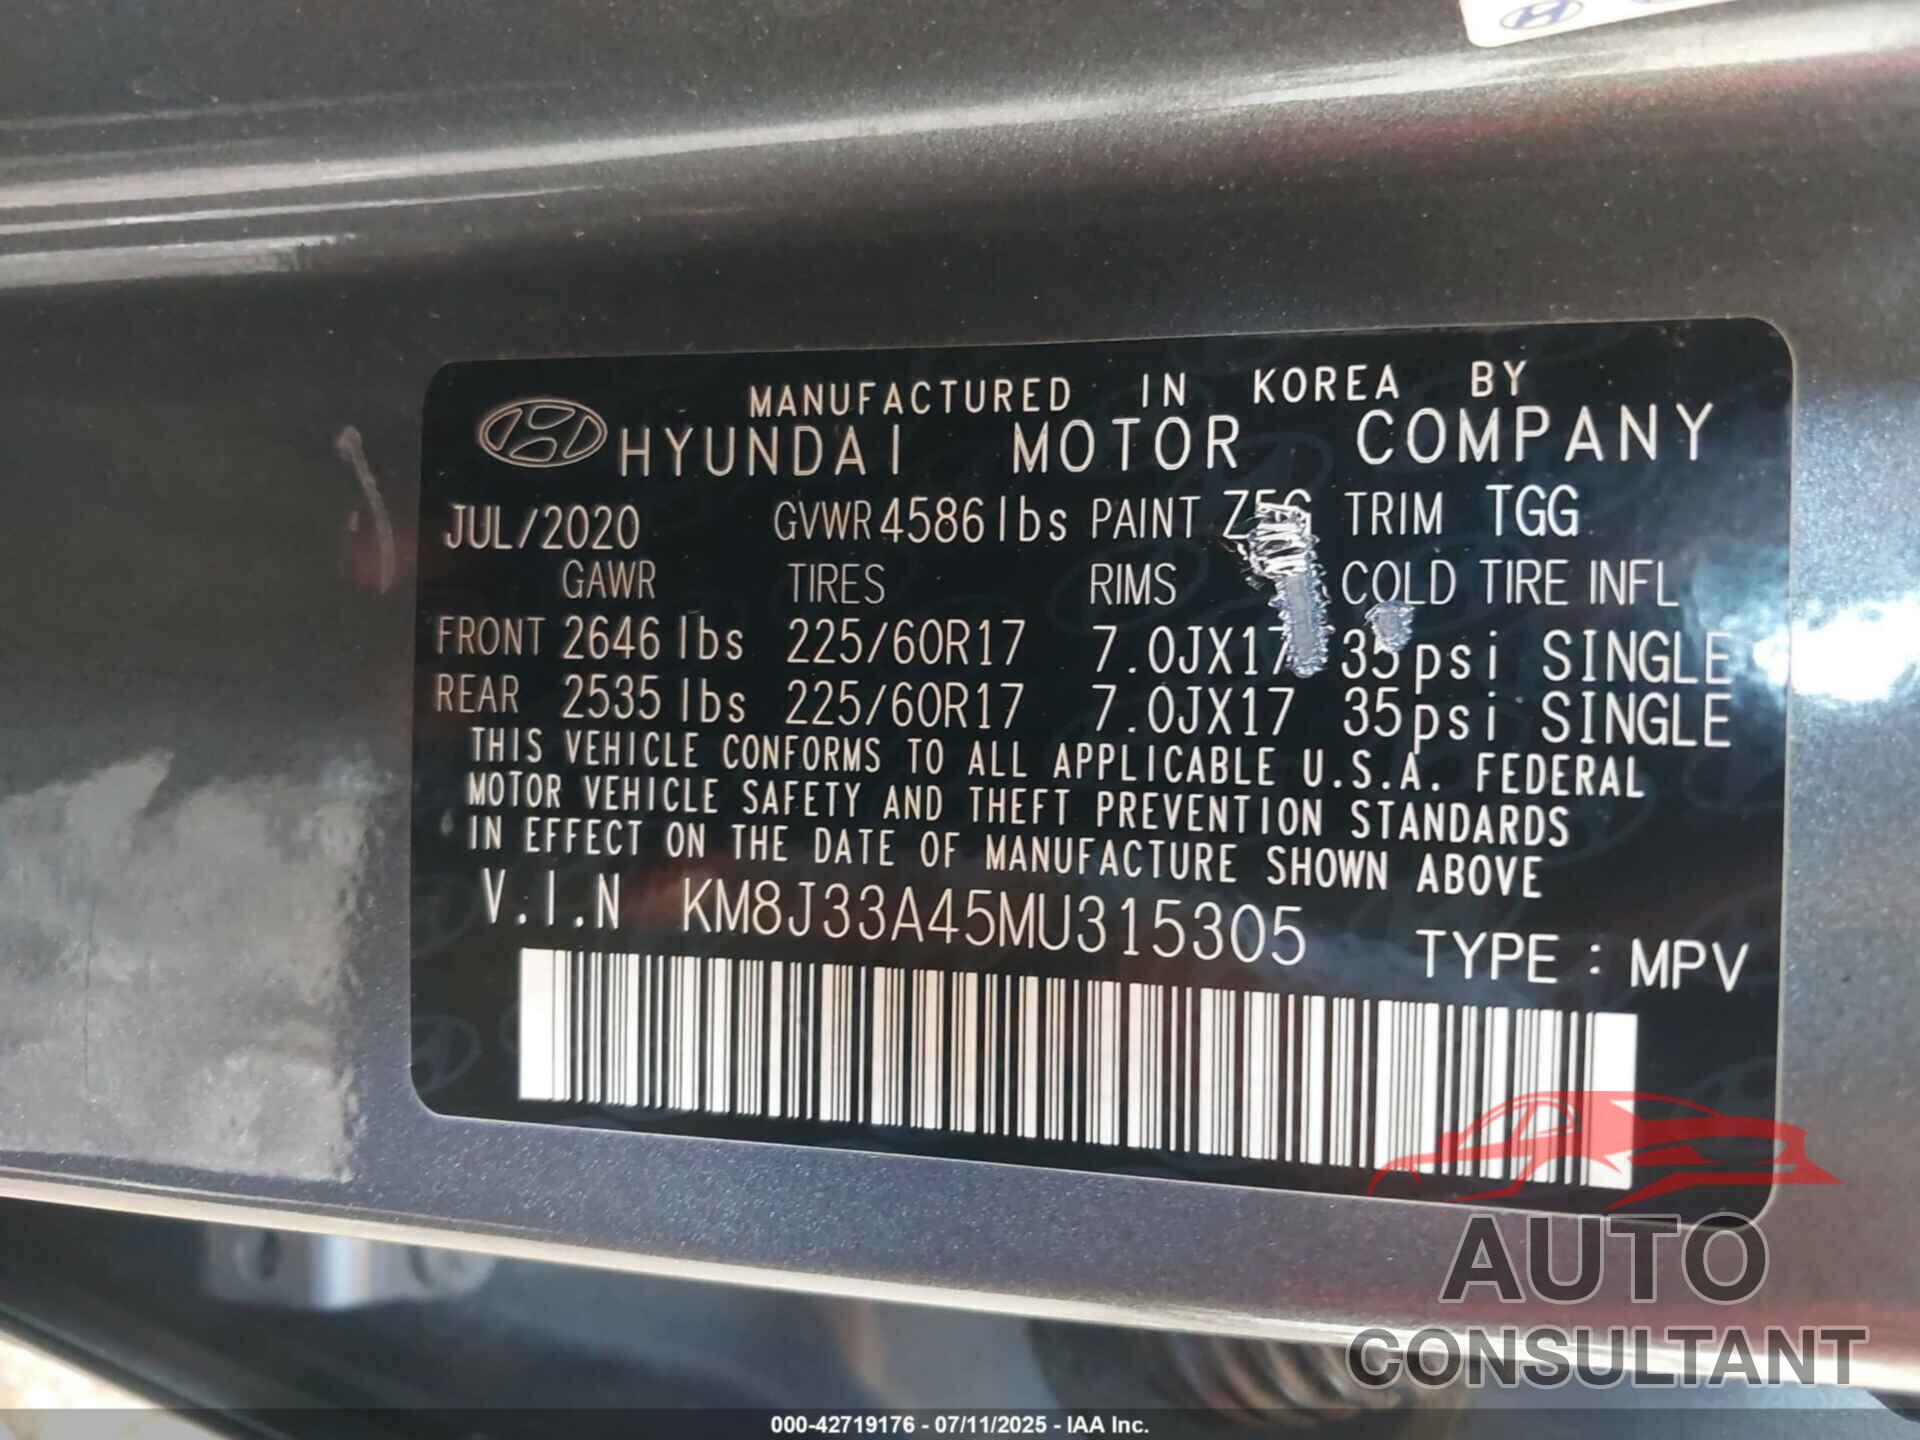 MANUFACTURED IN KOREA BY
HYUNDAI MOTOR COMPANY
JUL/2020 GVWR 4586 lbs PAINT TRIM TGG
GAWR TIRES RIMS COLD TIRE INFL
FRONT 2646 lbs 225/60R17 7.0JX17 35psi SINGLE
REAR 2535 lbs 225/60R17 7.0JX17 35psi SINGLE
THIS VEHICLE CONFORMS TO ALL APPLICABLE U.S.A. FEDERAL
MOTOR VEHICLE SAFETY AND THEFT PREVENTION STANDARDS
IN EFFECT ON THE DATE OF MANUFACTURE SHOWN ABOVE
V.I.N KM8J33A45MU315305 TYPE : MPV
AUTO
CONSULTANT
000-42719176 - 07/11/2025 - IAA Inc.